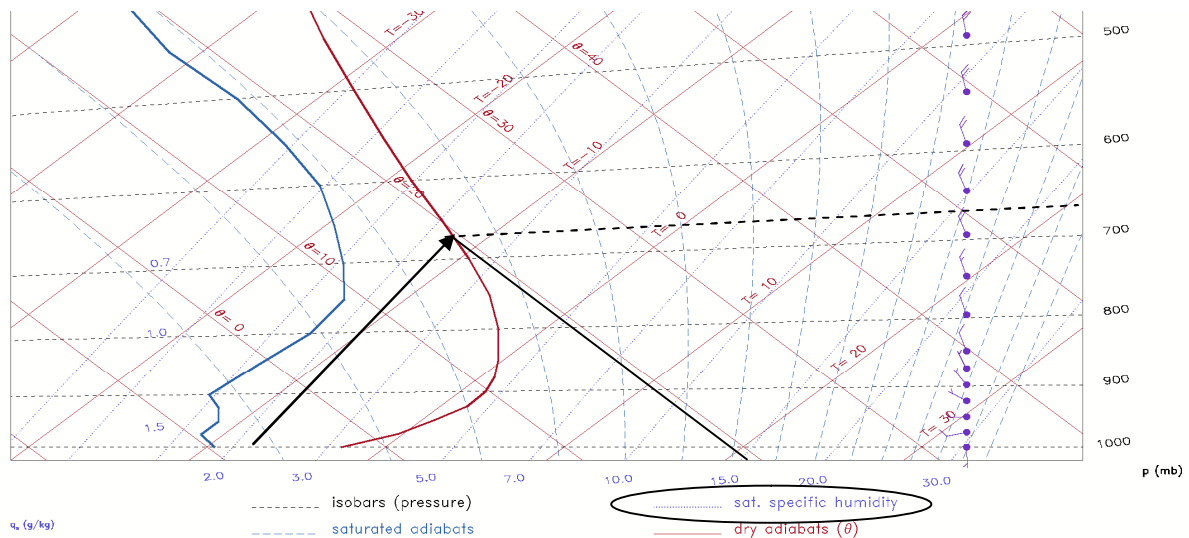 T=-30
500
θ=40
T=-20
θ=30
600
T=-10
T= 0
700
0.7
θ=10
T= 10
800
θ= 0
1.0
T= 20
900
1.5
T= 30
1000
2.0 3.0 5.0 7.0 10.0 15.0 20.0 30.0
p (mb)
isobars (pressure) sat. specific humidity
qs (g/kg) saturated adiabats dry adiabats (θ)